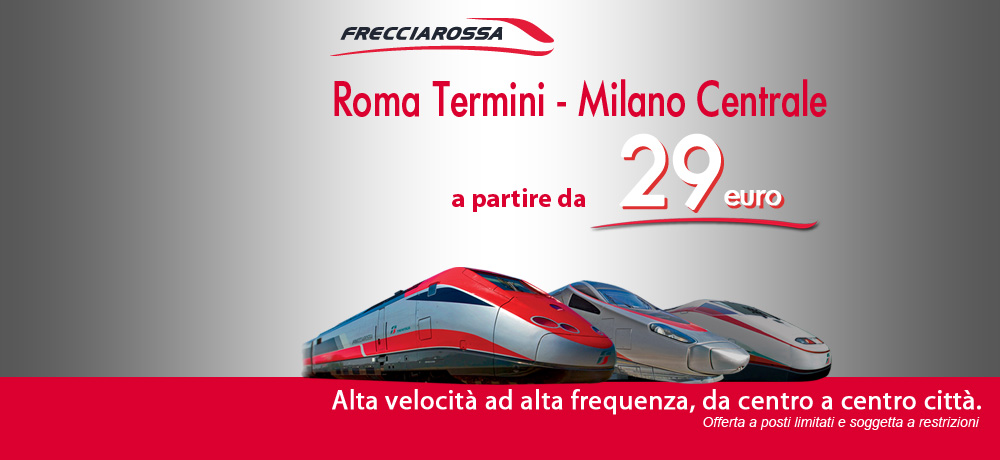 FRECCIAROSSA
Roma Termini - Milano Centrale
a partire da 29 euro
FRECCIAROSSA
Alta velocità ad alta frequenza, da centro a centro città.
Offerta a posti limitati e soggetta a restrizioni